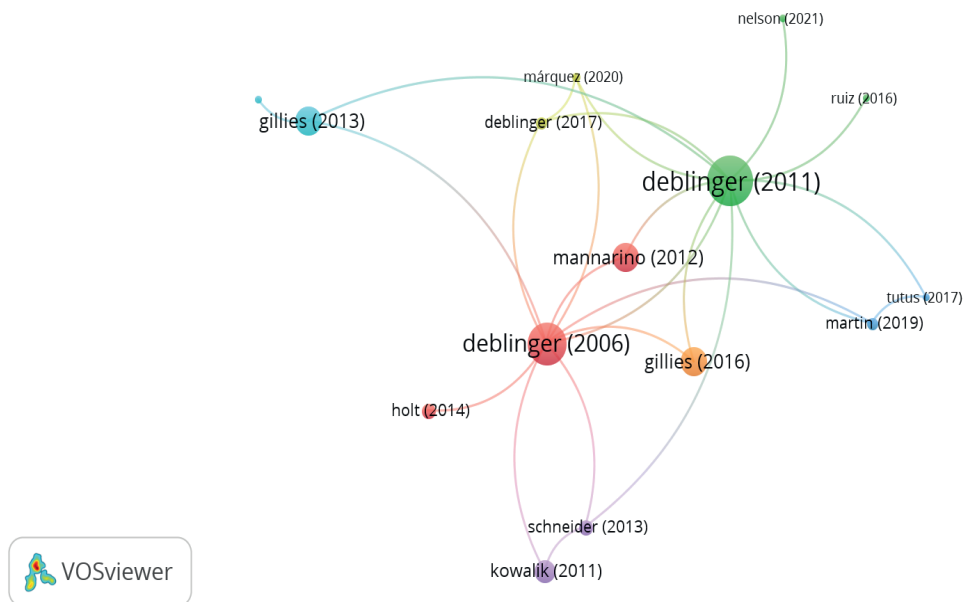 nelson (2021)
márquez (2020)
ruiz (2016)
gillies (2013)
deblinger (2017)
deblinger (2011)
mannarino (2012)
tutus (2017)
martin (2019)
deblinger (2006)
gillies (2016)
holt (2014)
schneider (2013)
kowalik (2011)
VOSviewer